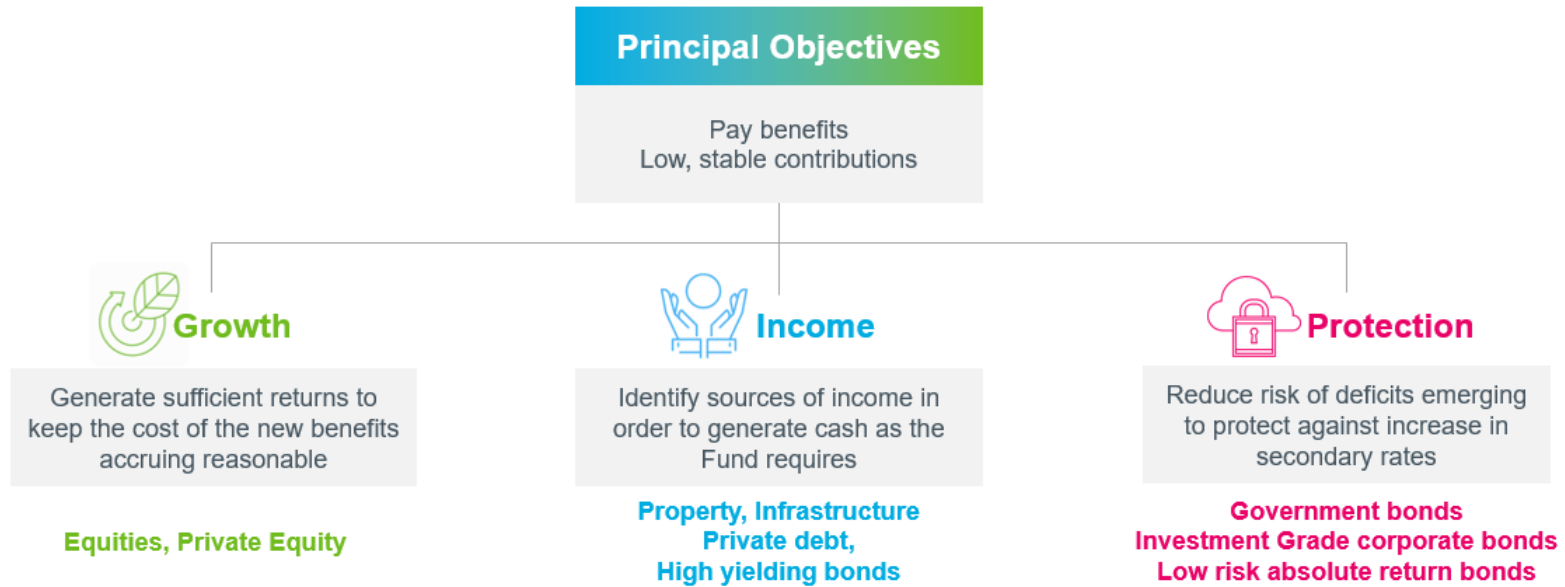 Principal Objectives
Pay benefits
Low, stable contributions
Growth
Generate sufficient returns to
keep the cost of the new benefits
accruing reasonable
Equities, Private Equity
Income
Identify sources of income in
order to generate cash as the
Fund requires
Property, Infrastructure
Private debt,
High yielding bonds
Protection
Reduce risk of deficits emerging
to protect against increase in
secondary rates
Government bonds
Investment Grade corporate bonds
Low risk absolute return bonds